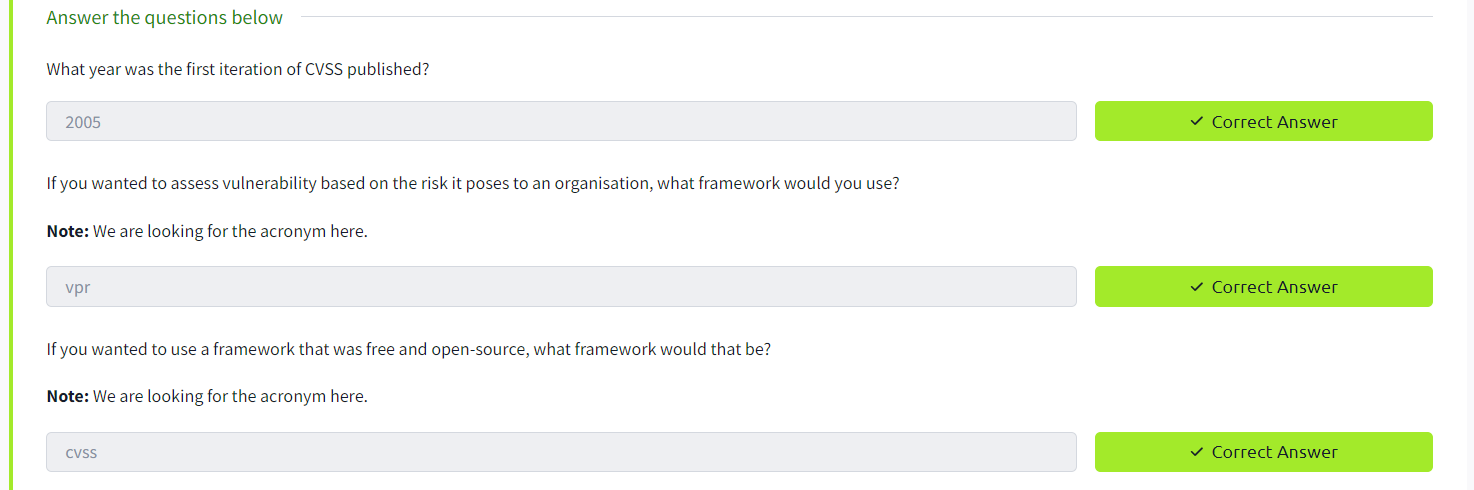 Answer the questions below
What year was the first iteration of CVSS published?
2005
Correct Answer
If you wanted to assess vulnerability based on the risk it poses to an organisation, what framework would you use?
Note: We are looking for the acronym here.
vpr
Correct Answer
If you wanted to use a framework that was free and open-source, what framework would that be?
Note: We are looking for the acronym here.
cvss
Correct Answer